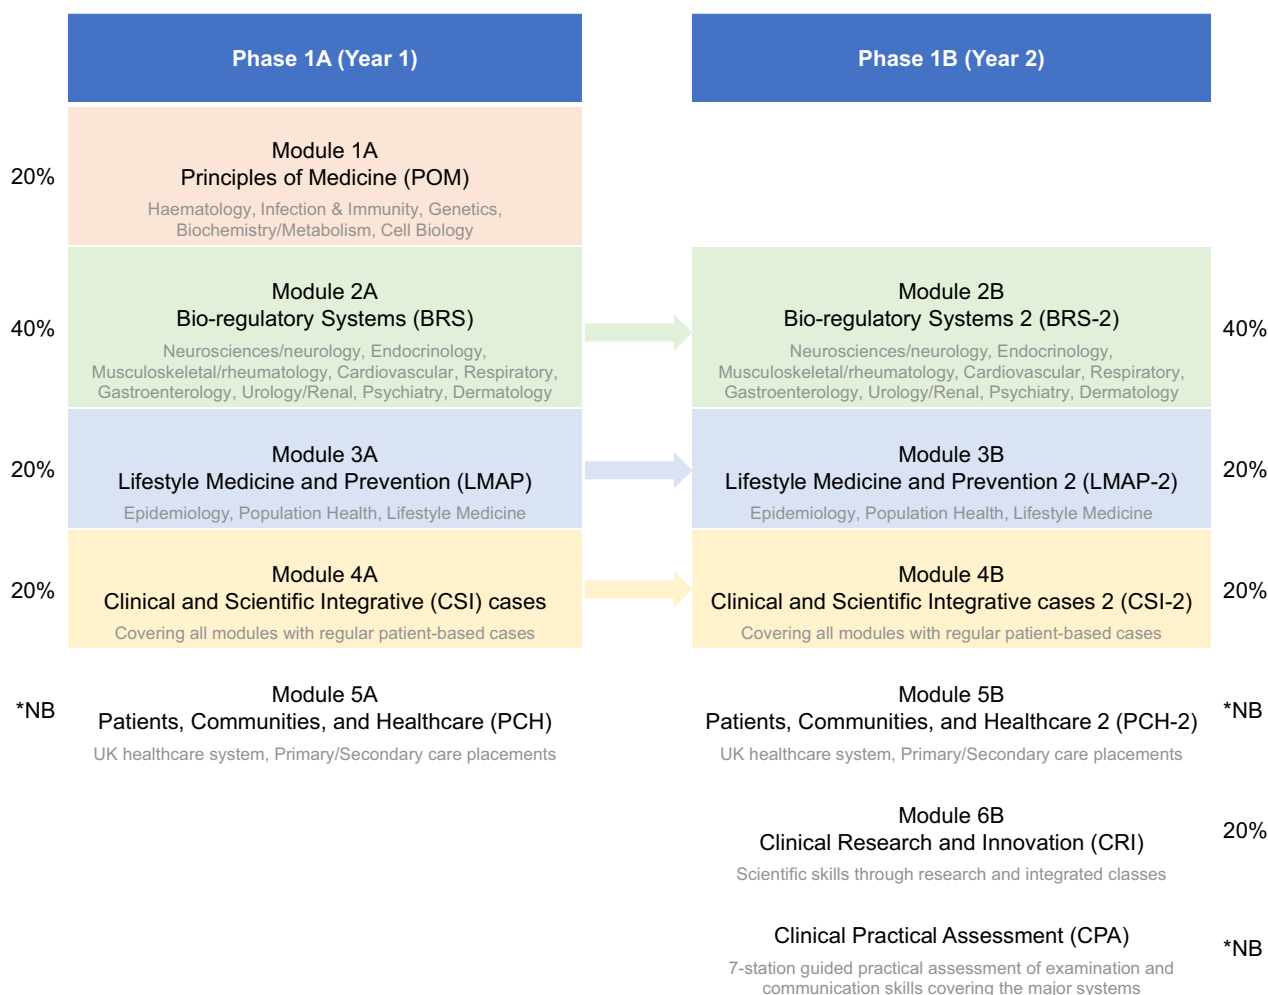 Phase 1A (Year 1)
Phase 1B (Year 2)
20%
Module 1A
Principles of Medicine (POM)
Haematology, Infection & Immunity, Genetics,
Biochemistry/Metabolism, Cell Biology
40%
Module 2A
Bio-regulatory Systems (BRS)
Neurosciences/neurology, Endocrinology,
Musculoskeletal/rheumatology, Cardiovascular, Respiratory,
Gastroenterology, Urology/Renal, Psychiatry, Dermatology
Module 2B
Bio-regulatory Systems 2 (BRS-2)
Neurosciences/neurology, Endocrinology,
Musculoskeletal/rheumatology, Cardiovascular, Respiratory,
Gastroenterology, Urology/Renal, Psychiatry, Dermatology
40%
20%
Module 3A
Lifestyle Medicine and Prevention (LMAP)
Epidemiology, Population Health, Lifestyle Medicine
Module 3B
Lifestyle Medicine and Prevention 2 (LMAP-2)
Epidemiology, Population Health, Lifestyle Medicine
20%
20%
Module 4A
Clinical and Scientific Integrative (CSI) cases
Covering all modules with regular patient-based cases
Module 4B
Clinical and Scientific Integrative cases 2 (CSI-2)
Covering all modules with regular patient-based cases
20%
*NB
Module 5A
Patients, Communities, and Healthcare (PCH)
UK healthcare system, Primary/Secondary care placements
Module 5B
Patients, Communities, and Healthcare 2 (PCH-2)
UK healthcare system, Primary/Secondary care placements
*NB
Module 6B
Clinical Research and Innovation (CRI)
Scientific skills through research and integrated classes
20%
Clinical Practical Assessment (CPA)
7-station guided practical assessment of examination and
communication skills covering the major systems
*NB